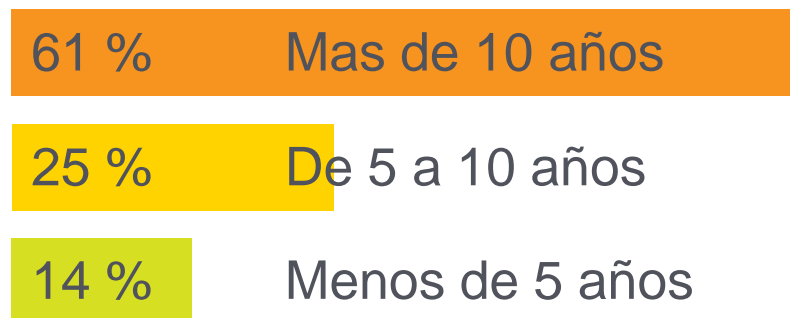 61 % Mas de 10 años
25 % De 5 a 10 años
14 % Menos de 5 años